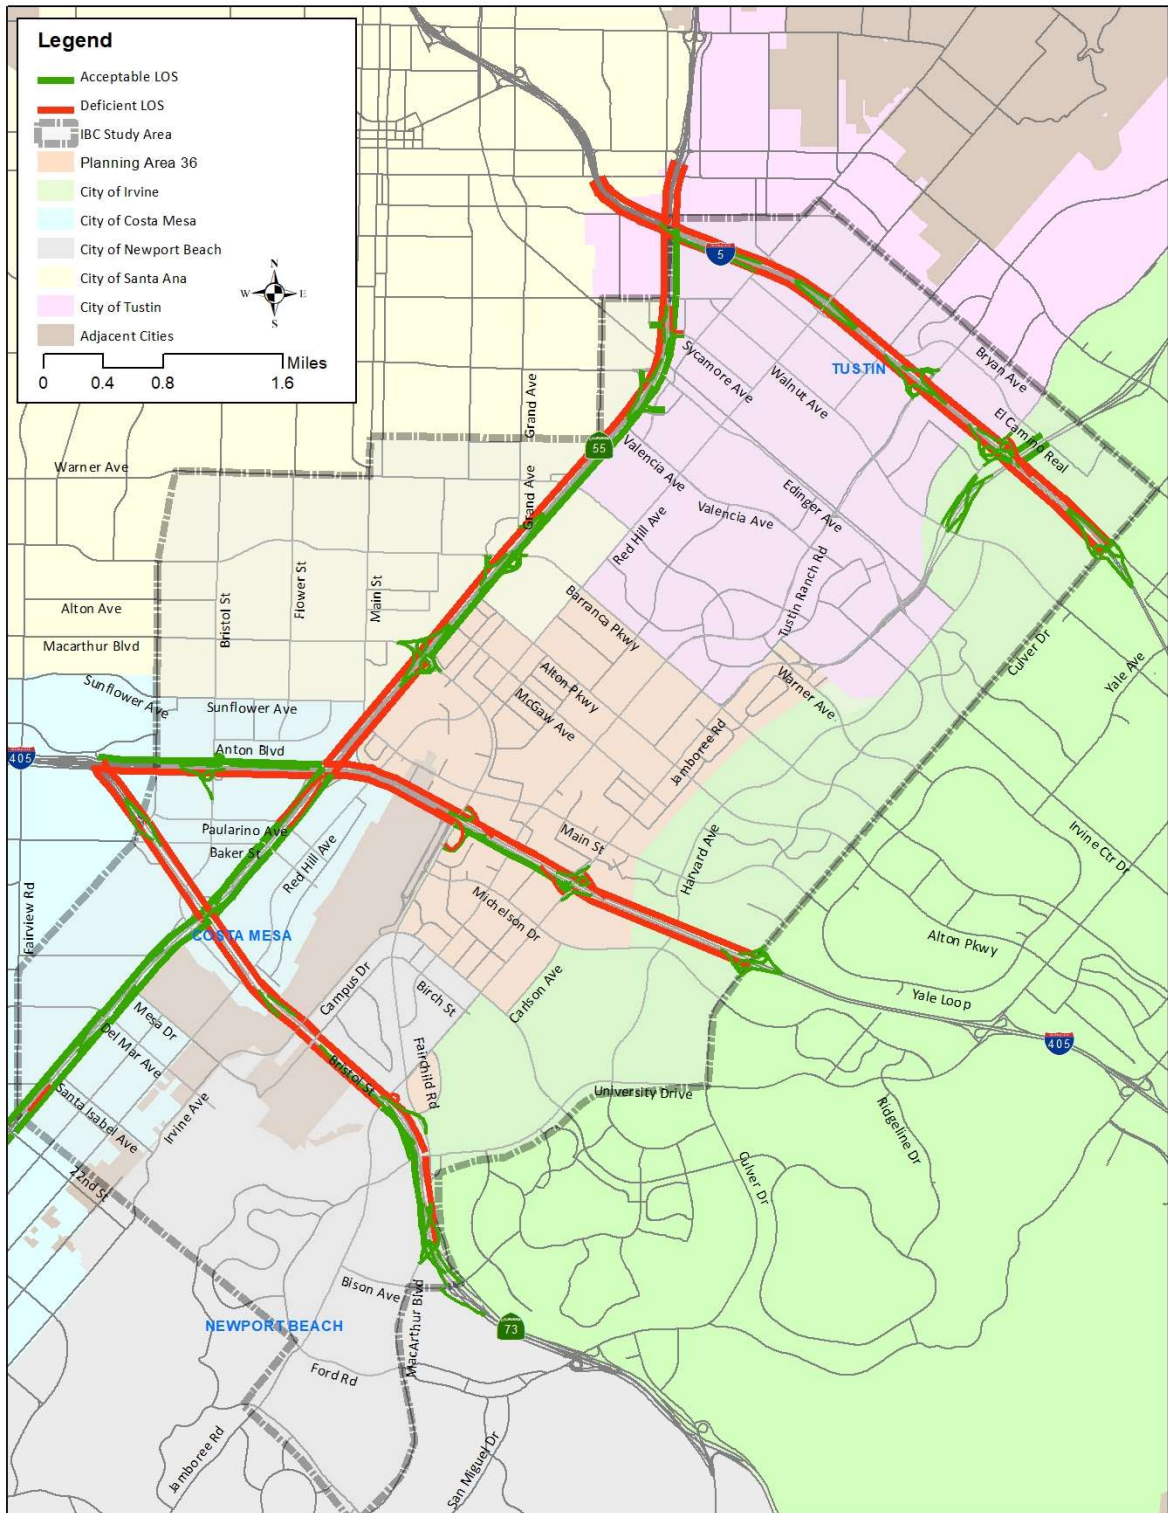 Legend
Acceptable LOS
Deficient LOS
IBC Study Area
Planning Area 36
City of Irvine
City of Costa Mesa
City of Newport Beach
City of Santa Ana
City of Tustin
Adjacent Cities
N
W
E
S
Miles
0
0.4
0.8
1.6
5
Bryan Ave
Sycamore Ave
Walnut Ave
TUSTIN
Grand Ave
El Camino Real
55
Valencia Ave
Warner Ave
Grand Ave
Edinger Ave
Valencia Ave
Red Hill Ave
Tustin Ranch Rd
Flower St
Main St
Bristol St
Alton Ave
Barranca Pkwy
Macarthur Blvd
Culver Dr
Yale Ave
Alton Pkwy
Warner Ave
Sunflower Ave
Sunflower Ave
McGaw Ave
Jamboree Rd
Anton Blvd
405
Paularino Ave
Baker St
Red Hill Ave
Main St
Harvard Ave
Irvine Ctr Dr
Fairview Rd
Michelson Dr
COSTA MESA
Alton Pkwy
Campus Dr
Birch St
Carlson Ave
Yale Loop
Mesa Dr
Del Mar Ave
405
Bristol St
Fairchild Rd
University Drive
Santa Isabel Ave
Irvine Ave
Ridgeline Dr
22nd St
Culver Dr
Bison Ave
MacArthur Blvd
NEWPORT BEACH
73
Ford Rd
Jamboree Rd
San Miguel Dr